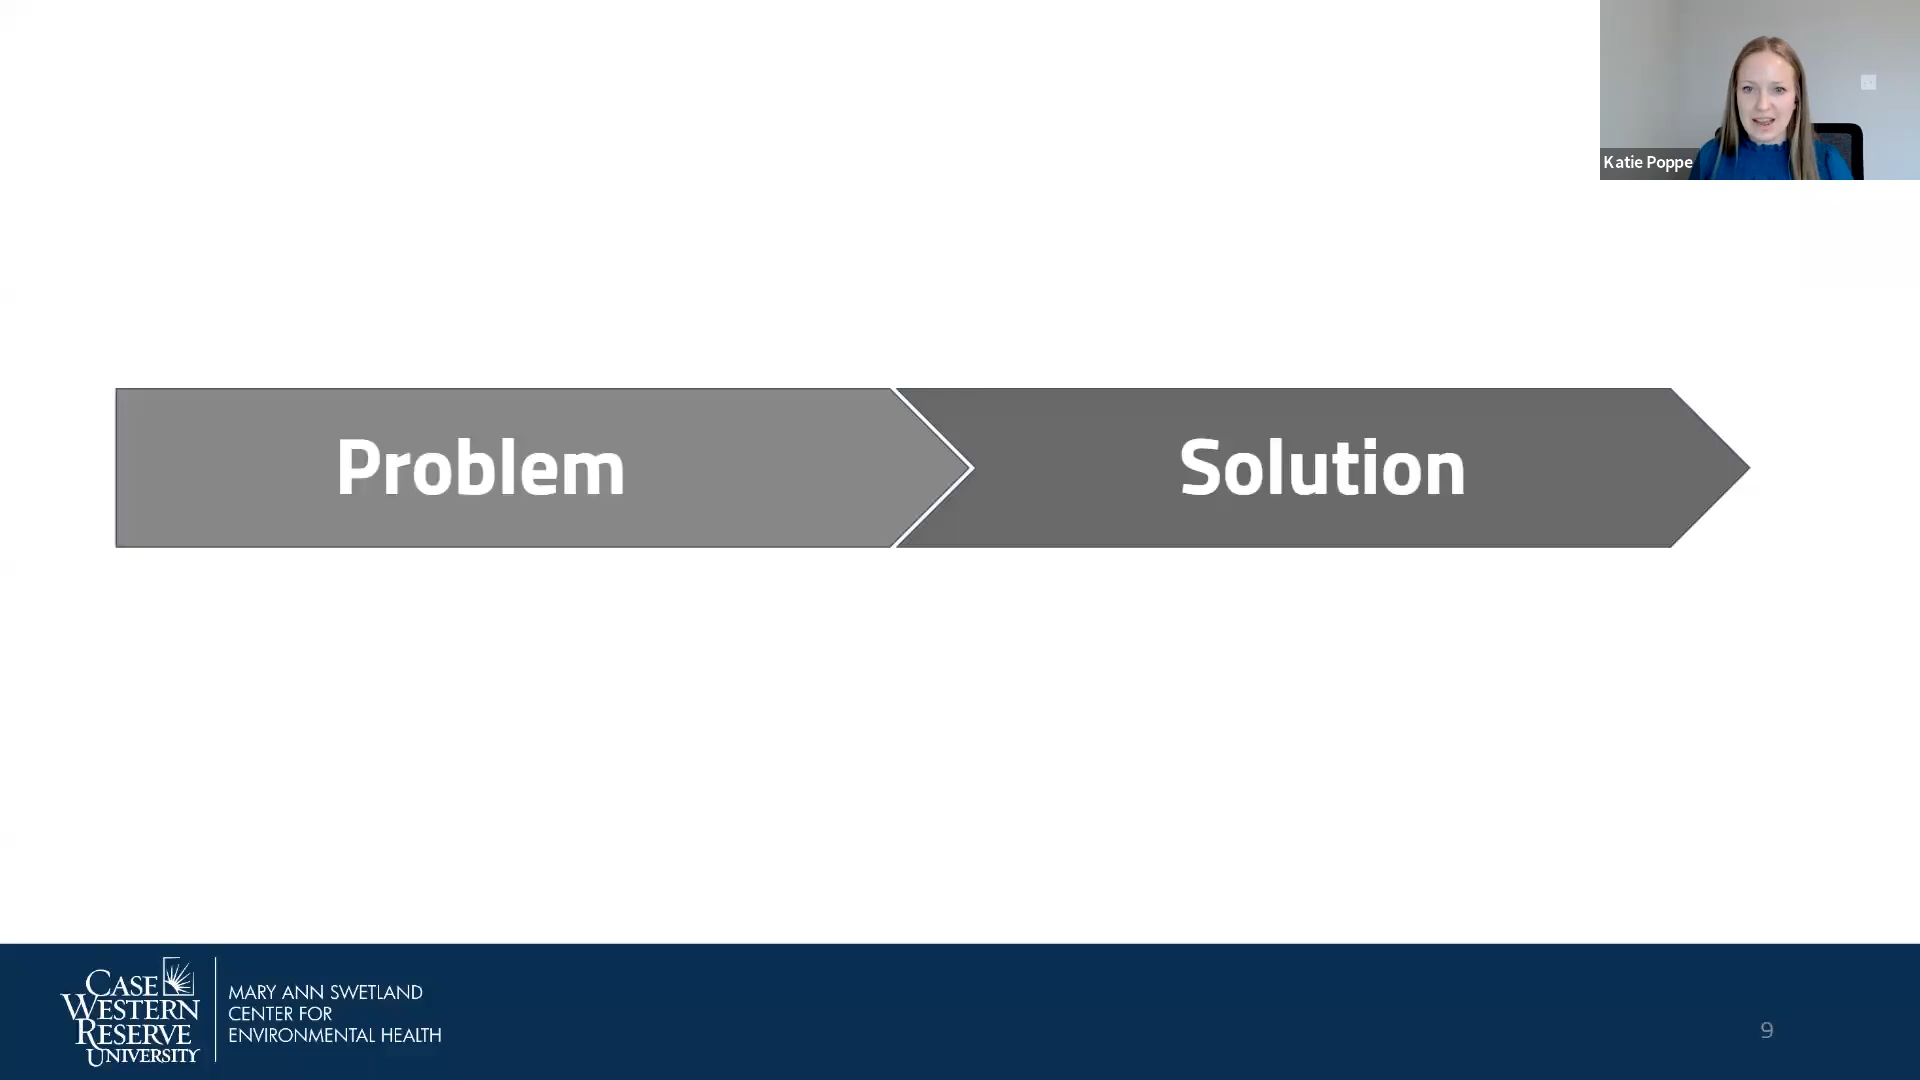 Katie Poppe
Problem
Solution
CASE
WESTERN
RESERVE
UNIVERSITY
MARY ANN SWETLAND
CENTER FOR
ENVIRONMENTAL HEALTH
9